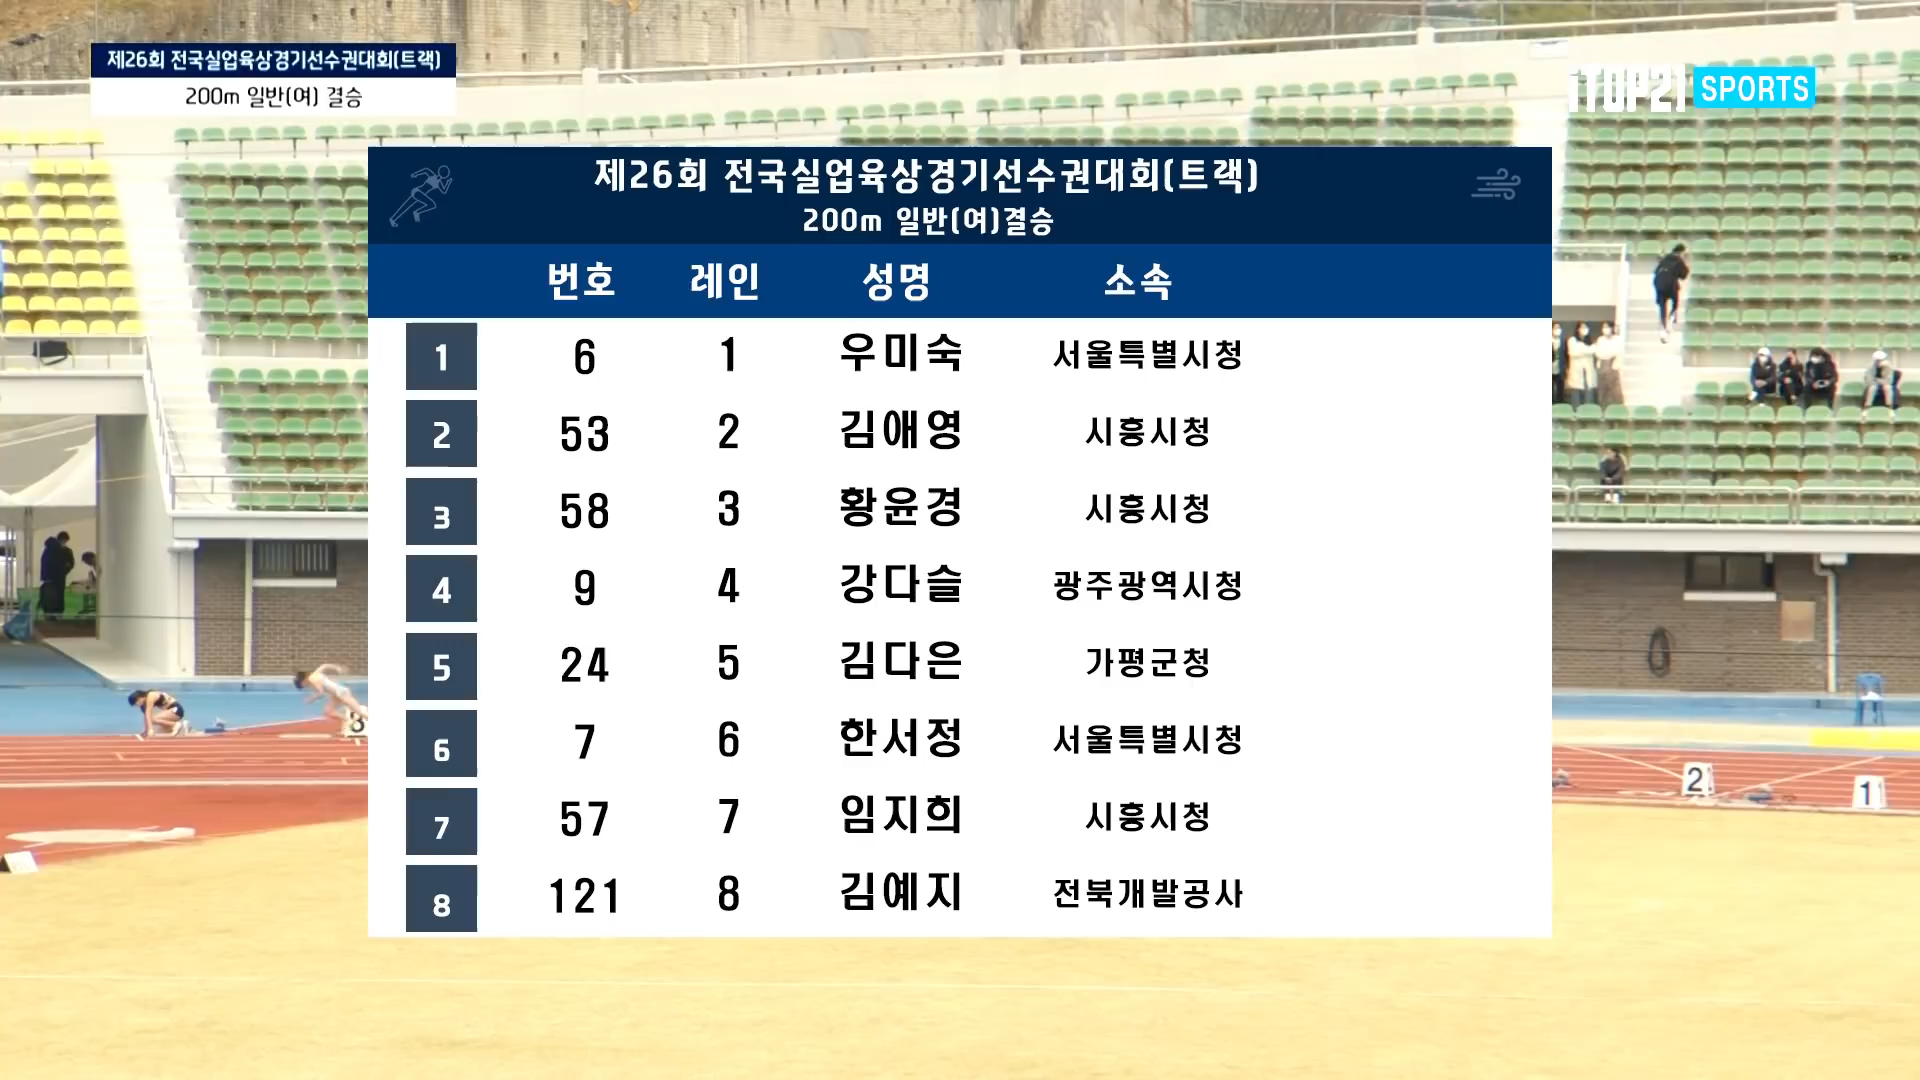 제26회 전국실업육상경기선수권대회(트랙)
200m 일반(여) 결승
iTOP21 SPORTS
제26회 전국실업육상경기선수권대회(트랙)
200m 일반(여)결승
번호 레인 성명 소속
1 6 1 우미숙 서울특별시청
2 53 2 김애영 시흥시청
3 58 3 황윤경 시흥시청
4 9 4 강다슬 광주광역시청
5 24 5 김다은 가평군청
6 7 6 한서정 서울특별시청
7 57 7 임지희 시흥시청
8 121 8 김예지 전북개발공사
3
2
1